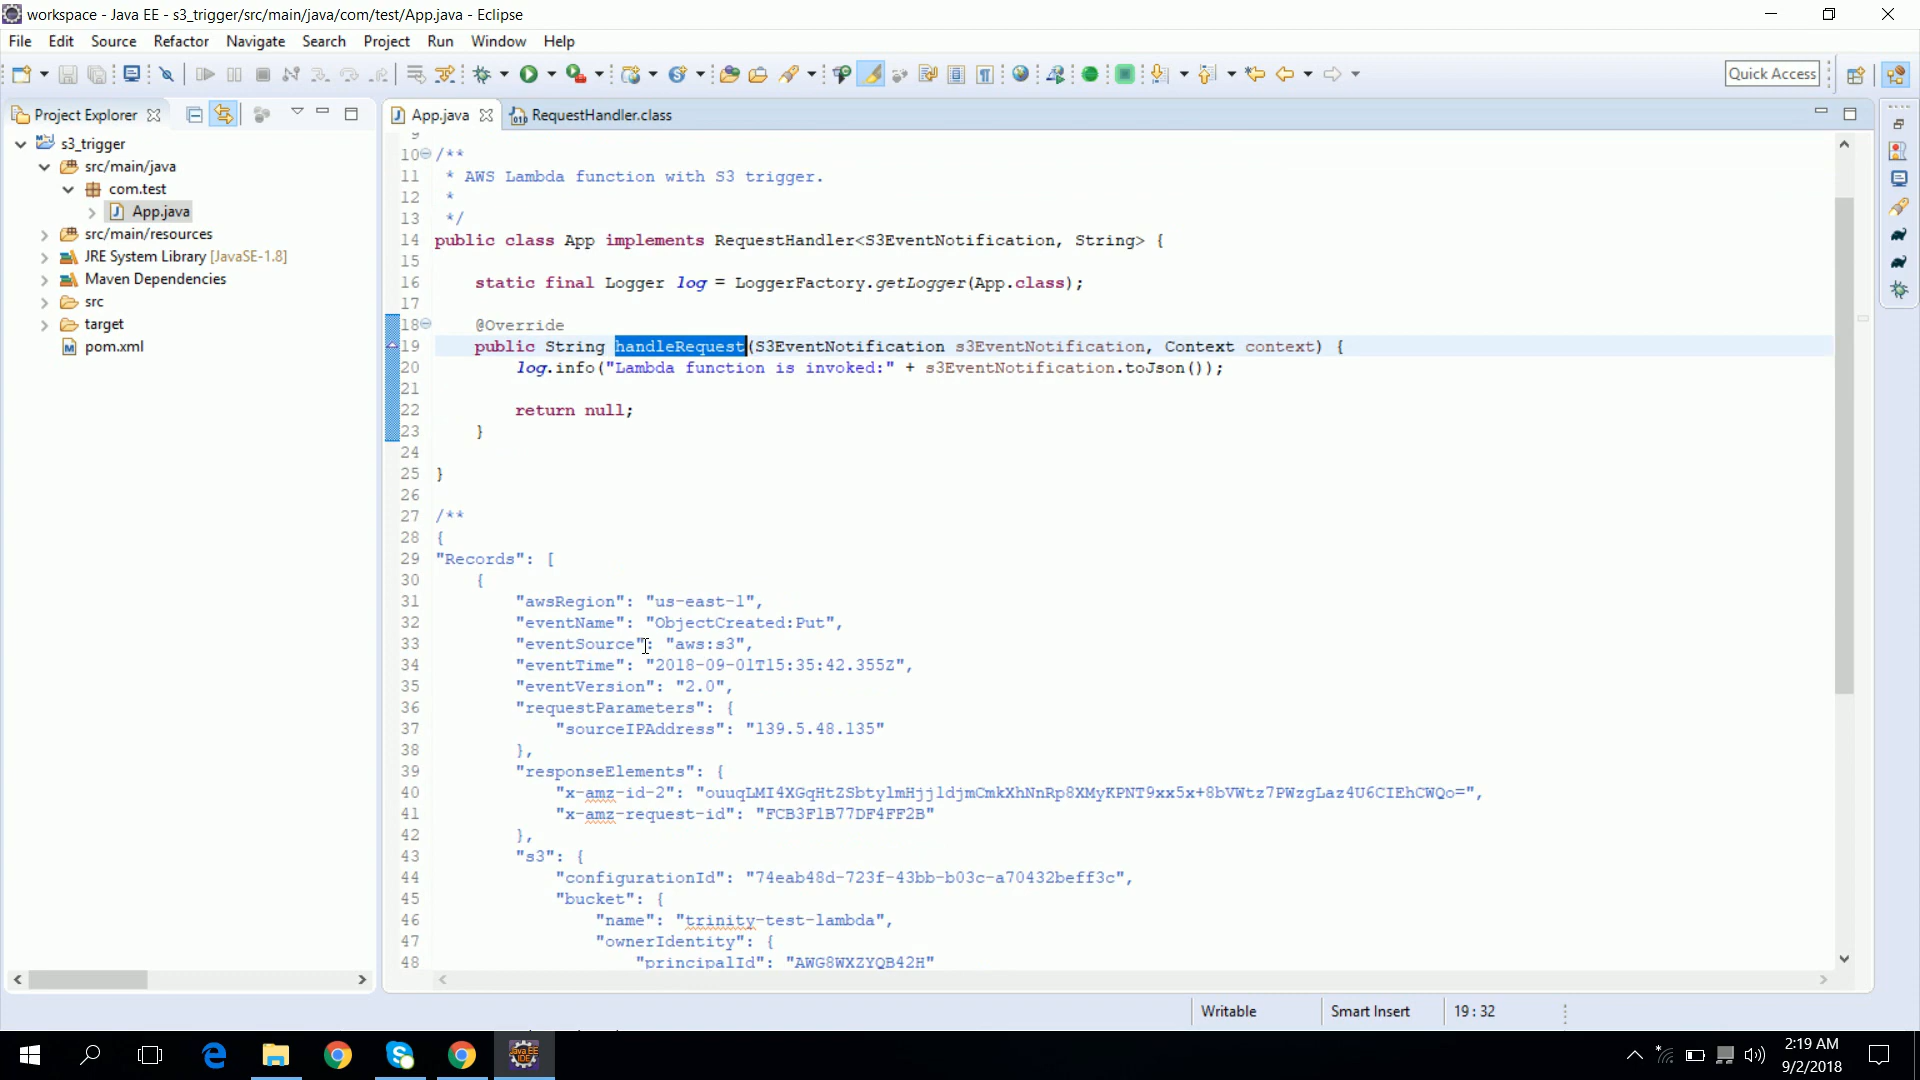 workspace - Java EE - s3_trigger/src/main/java/com/test/App.java - Eclipse
File Edit Source Refactor Navigate Search Project Run Window Help
Quick Access
Project Explorer
s3_trigger
src/main/java
com.test
App.java
src/main/resources
JRE System Library [JavaSE-1.8]
Maven Dependencies
src
target
pom.xml
App.java RequestHandler.class
9
10 /**
11 * AWS Lambda function with S3 trigger.
12 *
13 */
14 public class App implements RequestHandler<S3EventNotification, String> {
15
16 static final Logger log = LoggerFactory.getLogger(App.class);
17
18 @Override
19 public String handleRequest(S3EventNotification s3EventNotification, Context context) {
20 log.info("Lambda function is invoked:" + s3EventNotification.toJson());
21
22 return null;
23 }
24
25 }
26
27 /**
28 {
29 "Records": [
30 {
31 "awsRegion": "us-east-1",
32 "eventName": "ObjectCreated:Put",
33 "eventSource": "aws:s3",
34 "eventTime": "2018-09-01T15:35:42.355Z",
35 "eventVersion": "2.0",
36 "requestParameters": {
37 "sourceIPAddress": "139.5.48.135"
38 },
39 "responseElements": {
40 "x-amz-id-2": "ouuqLMI4XGqHtZSbtylmHjjldjmCmkXhNnRp8XMyKPNT9xx5x+8bVWtz7PWzgLaz4U6CIEhCWQo=",
41 "x-amz-request-id": "FCB3F1B77DF4FF2B"
42 },
43 "s3": {
44 "configurationId": "74eab48d-723f-43bb-b03c-a70432beff3c",
45 "bucket": {
46 "name": "trinity-test-lambda",
47 "ownerIdentity": {
48 "principalId": "AWG8WXZYQB42H"
Writable Smart Insert 19 : 32
Java EE IDE
2:19 AM
9/2/2018